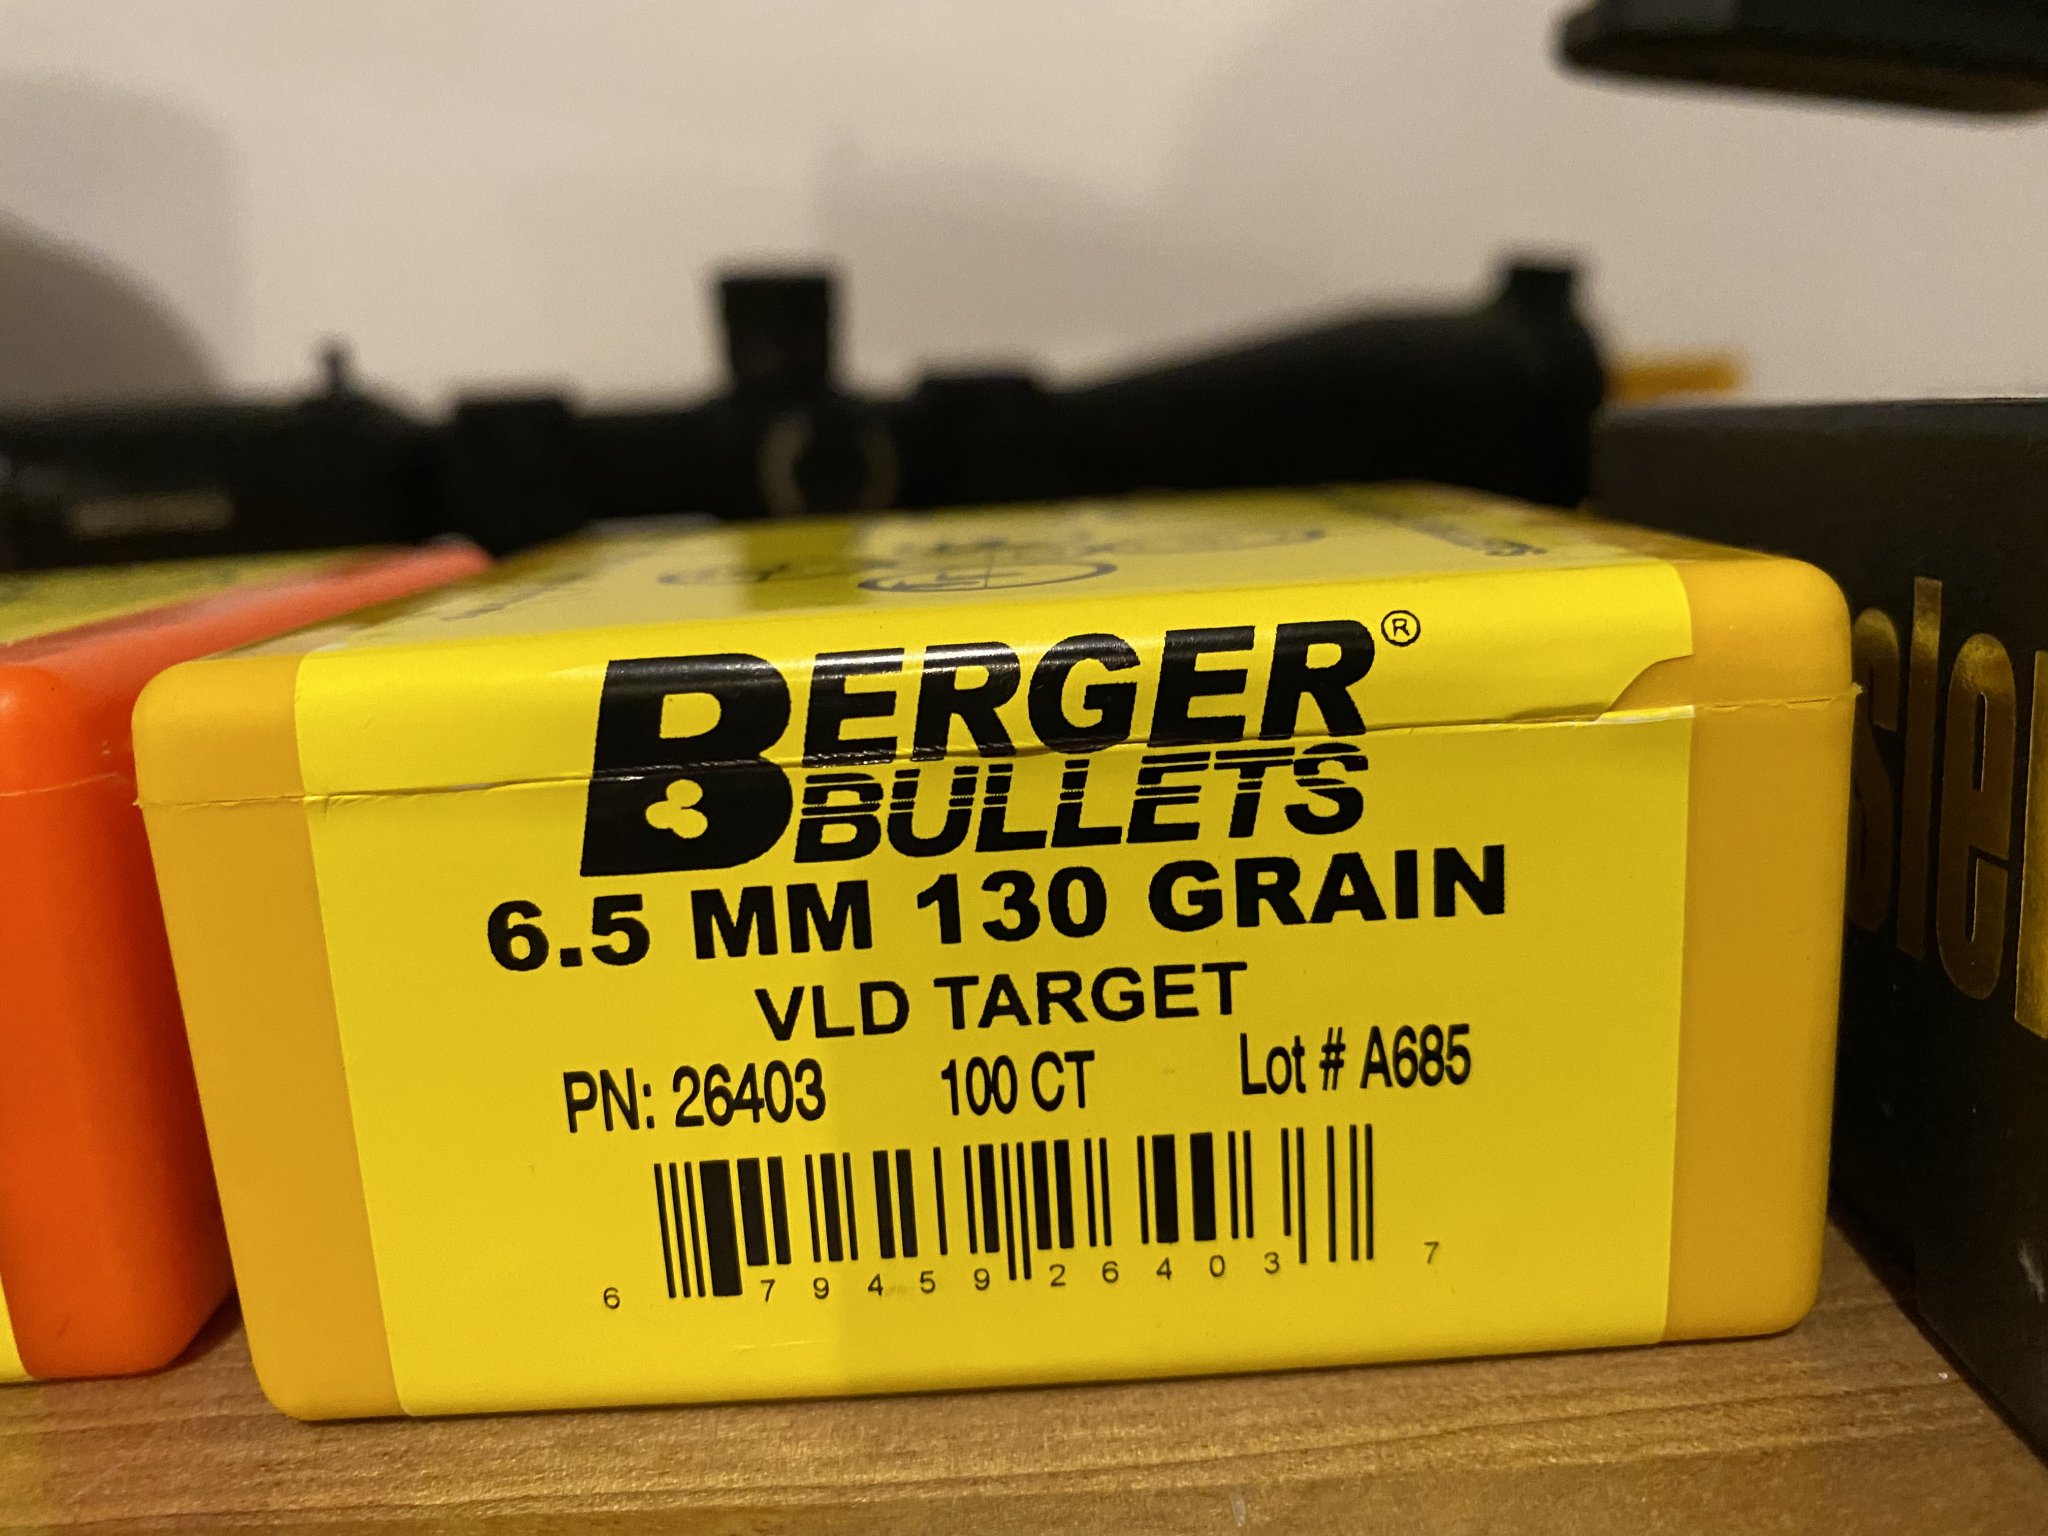 BERGER®
BULLETS
6.5 MM 130 GRAIN
VLD TARGET
PN: 26403 100 CT Lot # A685
6 79459 26403 7